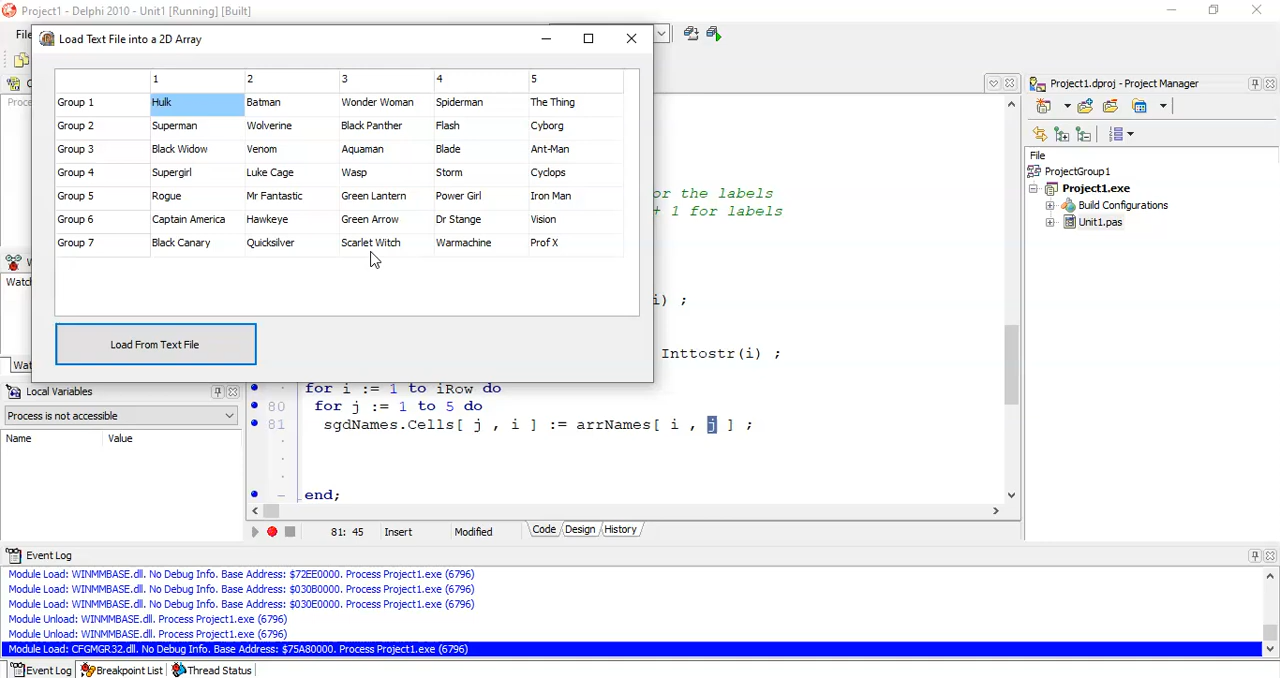 Project1 - Delphi 2010 - Unit1 [Running] [Built]
Load Text File into a 2D Array
1 2 3 4 5
Group 1 Hulk Batman Wonder Woman Spiderman The Thing
Group 2 Superman Wolverine Black Panther Flash Cyborg
Group 3 Black Widow Venom Aquaman Blade Ant-Man
Group 4 Supergirl Luke Cage Wasp Storm Cyclops
Group 5 Rogue Mr Fantastic Green Lantern Power Girl Iron Man
Group 6 Captain America Hawkeye Green Arrow Dr Stange Vision
Group 7 Black Canary Quicksilver Scarlet Witch Warmachine Prof X
Load From Text File
or the labels
+ 1 for labels
i) ;
Inttostr(i) ;
for i := 1 to iRow do
80 for j := 1 to 5 do
81 sgdNames.Cells[ j , i ] := arrNames[ i , j ] ;
end;
81: 45 Insert Modified Code Design History
Project1.dproj - Project Manager
File
ProjectGroup1
Project1.exe
Build Configurations
Unit1.pas
Local Variables
Process is not accessible
Name Value
Event Log
Module Load: WINMMBASE.dll. No Debug Info. Base Address: $72EE0000. Process Project1.exe (6796)
Module Load: WINMMBASE.dll. No Debug Info. Base Address: $030B0000. Process Project1.exe (6796)
Module Load: WINMMBASE.dll. No Debug Info. Base Address: $030E0000. Process Project1.exe (6796)
Module Unload: WINMMBASE.dll. Process Project1.exe (6796)
Module Unload: WINMMBASE.dll. Process Project1.exe (6796)
Module Load: CFGMGR32.dll. No Debug Info. Base Address: $75A80000. Process Project1.exe (6796)
Event Log Breakpoint List Thread Status